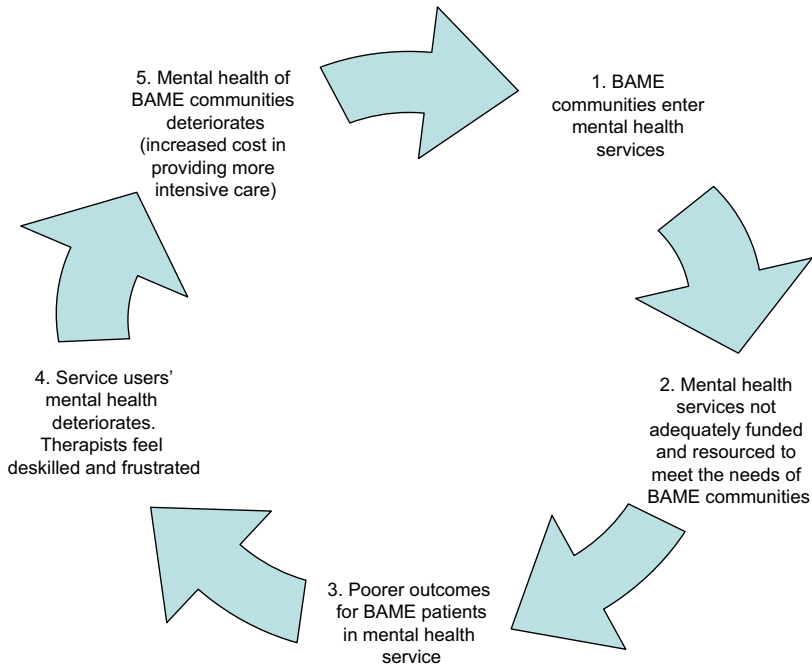 1. BAME
communities enter
mental health
services
2. Mental health
services not
adequately funded
and resourced to
meet the needs of
BAME communities
3. Poorer outcomes
for BAME patients
in mental health
service
4. Service users’
mental health
deteriorates.
Therapists feel
deskilled and frustrated
5. Mental health of
BAME communities
deteriorates
(increased cost in
providing more
intensive care)